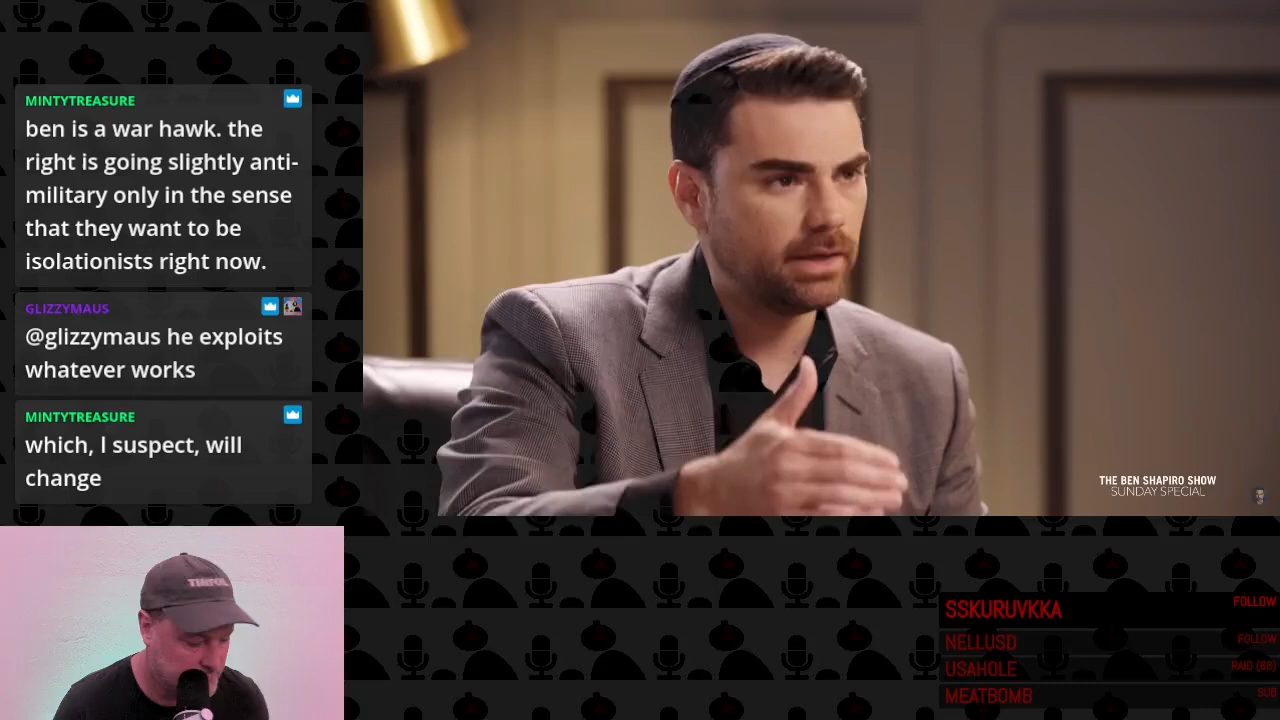 MINTYTREASURE
ben is a war hawk. the
right is going slightly anti-
military only in the sense
that they want to be
isolationists right now.
GLIZZYMAUS
@glizzymaus he exploits
whatever works
MINTYTREASURE
which, I suspect, will
change
THE BEN SHAPIRO SHOW
SUNDAY SPECIAL
SSKURUVKKA FOLLOW
NELLUSD FOLLOW
USAHOLE RAID (66)
MEATBOMB SUB